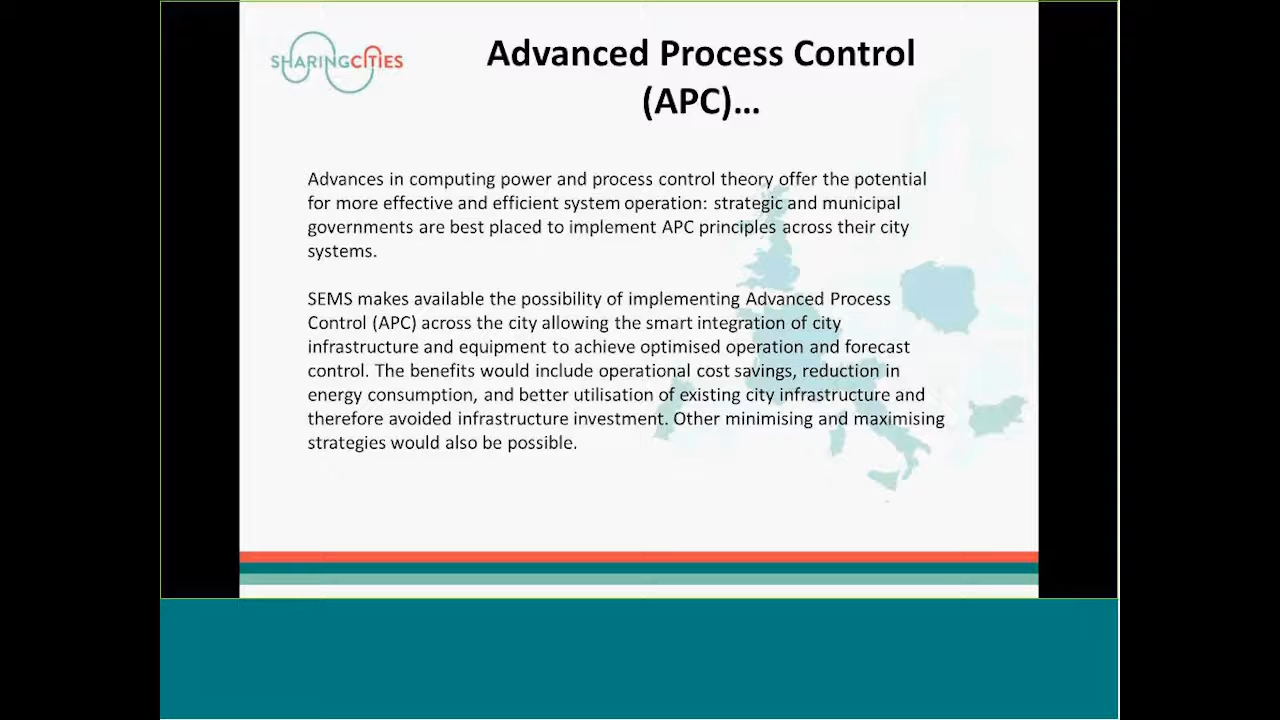 SHARINGCITIES
Advanced Process Control
(APC)...
Advances in computing power and process control theory offer the potential
for more effective and efficient system operation: strategic and municipal
governments are best placed to implement APC principles across their city
systems.
SEMS makes available the possibility of implementing Advanced Process
Control (APC) across the city allowing the smart integration of city
infrastructure and equipment to achieve optimised operation and forecast
control. The benefits would include operational cost savings, reduction in
energy consumption, and better utilisation of existing city infrastructure and
therefore avoided infrastructure investment. Other minimising and maximising
strategies would also be possible.